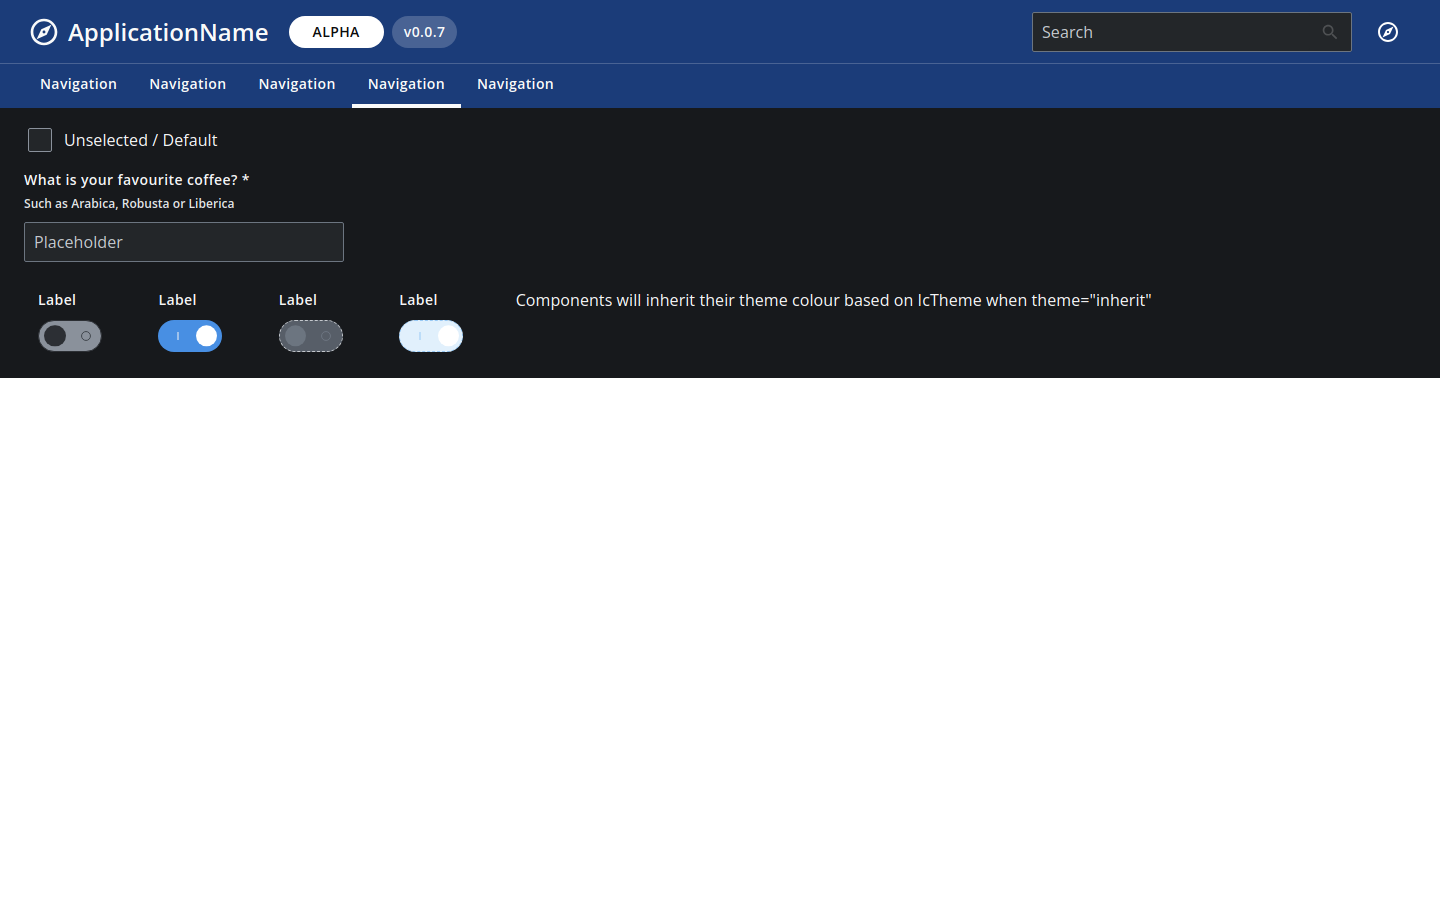 ApplicationName ALPHA v0.0.7 Search
Navigation Navigation Navigation Navigation Navigation
Unselected / Default
What is your favourite coffee? *
Such as Arabica, Robusta or Liberica
Placeholder
Label Label Label Label Components will inherit their theme colour based on IcTheme when theme="inherit"